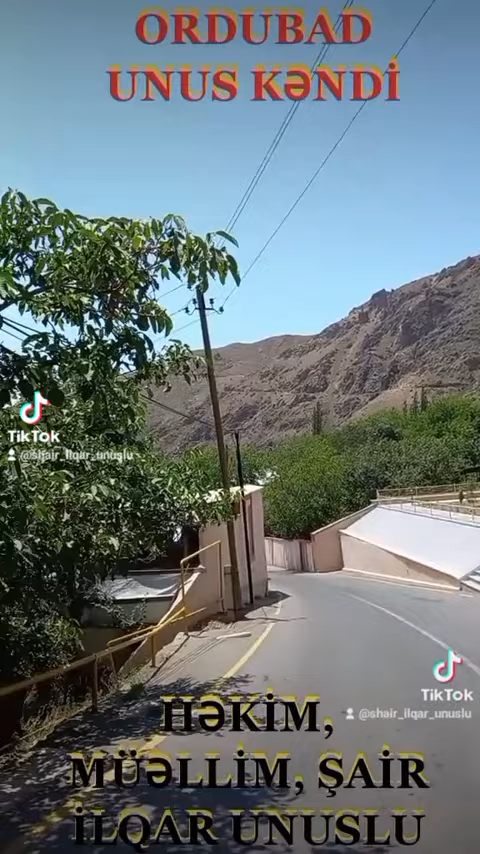 ORDUBAD
UNUS KƏNDİ
TikTok
@shair_ilqar_unuslu
TikTok
@shair_ilqar_unuslu
HƏKİM,
MÜƏLLİM, ŞAİR
İLQAR UNUSLU